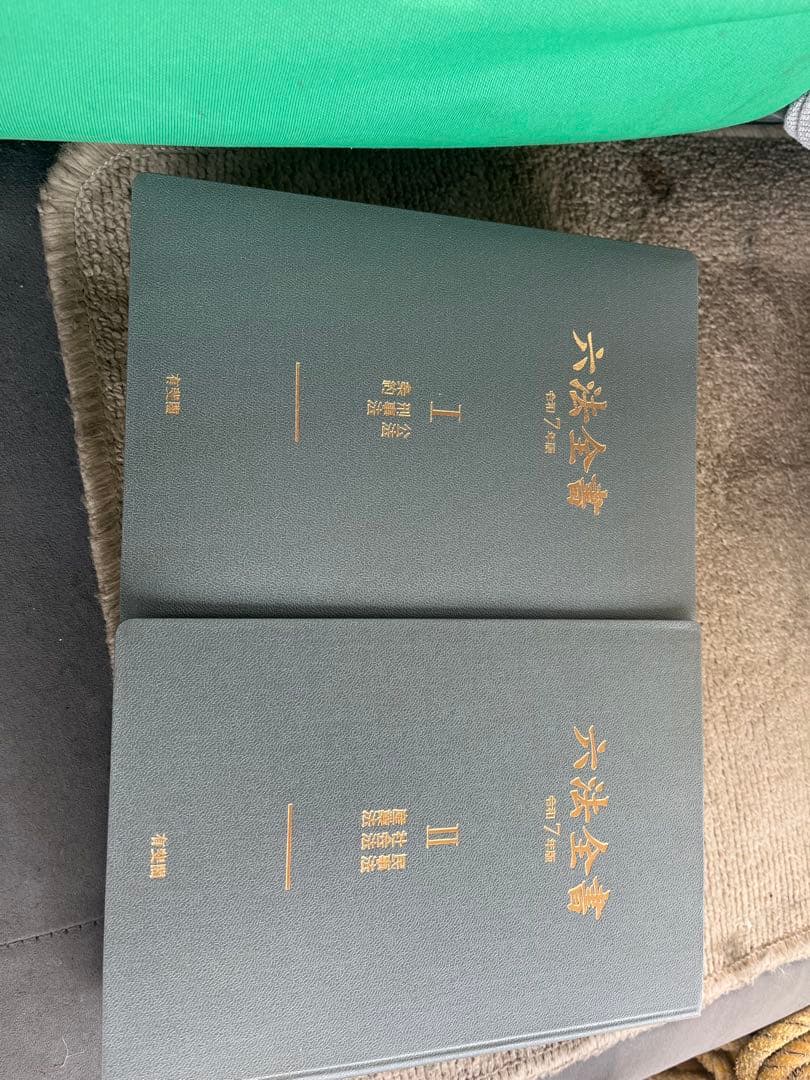 六法全書
令和7年版
I
公法
刑事法
条約
有斐閣
六法全書
令和7年版
II
民事法
社会法
産業法
有斐閣